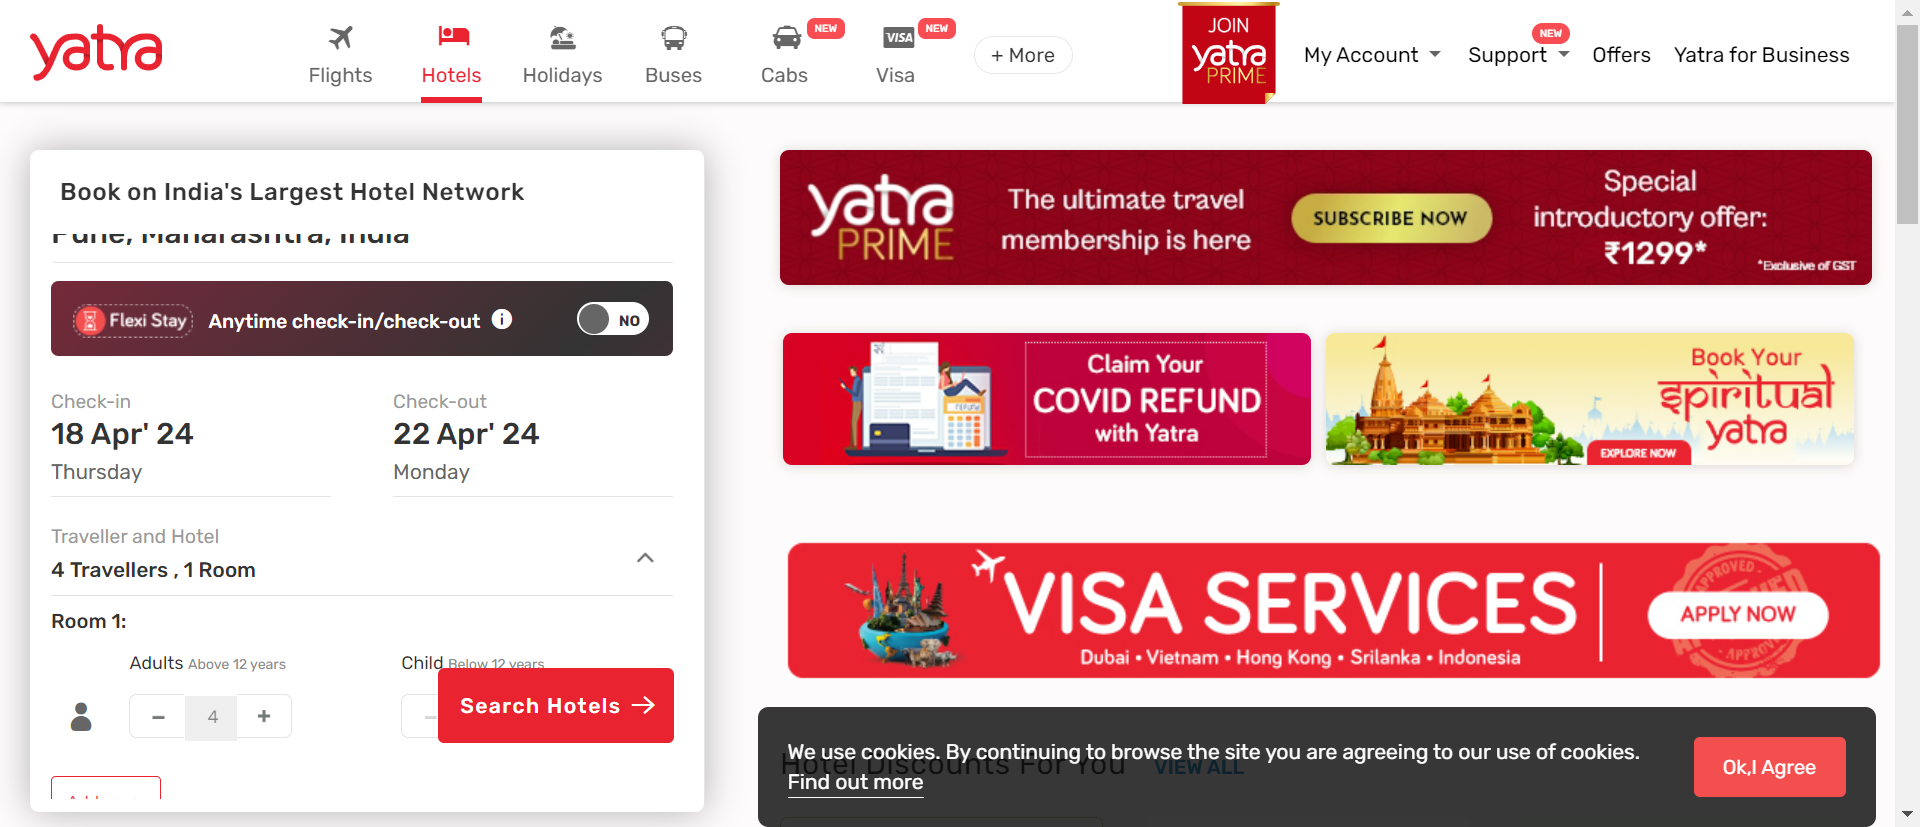 yatra
Flights
Hotels
Holidays
Buses
Cabs
NEW
Visa
VISA
NEW
+ More
JOIN
yatra
PRIME
My Account
Support
NEW
Offers
Yatra for Business
Book on India's Largest Hotel Network
Pune, Maharashtra, India
Flexi Stay
Anytime check-in/check-out
i
NO
Check-in
18 Apr' 24
Thursday
Check-out
22 Apr' 24
Monday
Traveller and Hotel
4 Travellers , 1 Room
Room 1:
Adults Above 12 years
Child Below 12 years
− 4 +
−
Search Hotels
yatra
PRIME
The ultimate travel
membership is here
SUBSCRIBE NOW
Special
introductory offer:
₹1299*
*Exclusive of GST
refund
Claim Your
COVID REFUND
with Yatra
Book Your
spiritual
yatra
EXPLORE NOW
VISA SERVICES
Dubai • Vietnam • Hong Kong • Srilanka • Indonesia
APPROVED
APPLY NOW
APPROVED
Hotel Discounts For You VIEW ALL
We use cookies. By continuing to browse the site you are agreeing to our use of cookies.
Find out more
Ok,I Agree